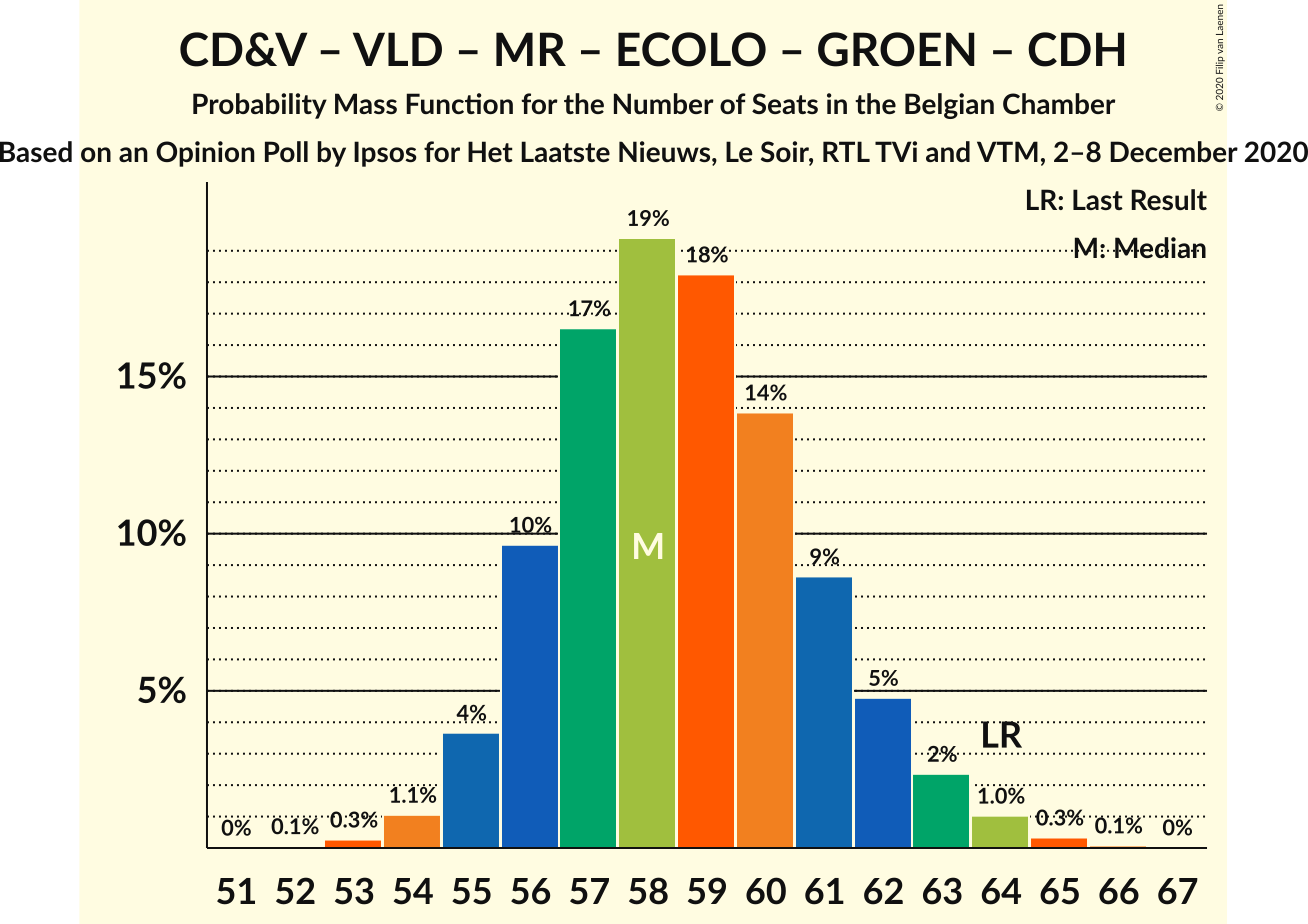 CD&V – VLD – MR – ECOLO – GROEN – CDH
Probability Mass Function for the Number of Seats in the Belgian Chamber
Based on an Opinion Poll by Ipsos for Het Laatste Nieuws, Le Soir, RTL TVi and VTM, 2–8 December 2020
© 2020 Filip van Laenen
LR: Last Result
M: Median
15%
10%
5%
0% 0.1% 0.3% 1.1% 4% 10% 17% 19% 18% 14% 9% 5% 2% 1.0% 0.3% 0.1% 0%
M
LR
51 52 53 54 55 56 57 58 59 60 61 62 63 64 65 66 67